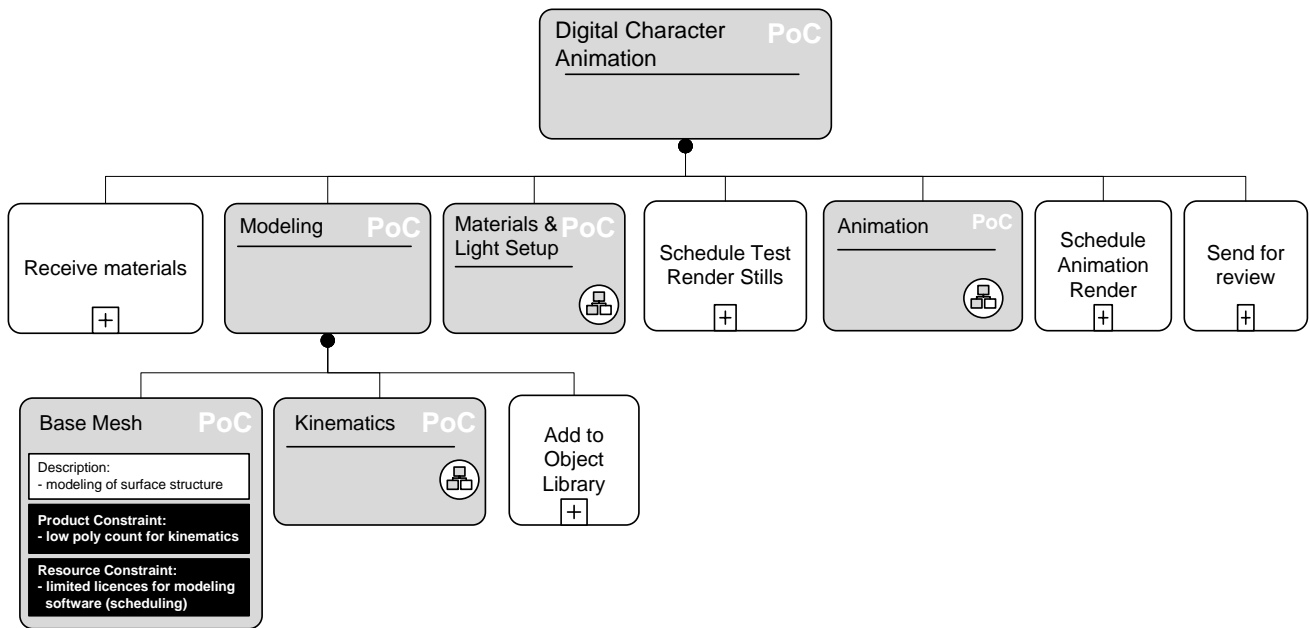 Digital Character PoC
Animation
Receive materials
+
Modeling PoC
Materials & PoC
Light Setup
Schedule Test
Render Stills
+
Animation PoC
Schedule
Animation
Render
+
Send for
review
+
Base Mesh PoC
Description:
- modeling of surface structure
Product Constraint:
- low poly count for kinematics
Resource Constraint:
- limited licences for modeling
software (scheduling)
Kinematics PoC
Add to
Object
Library
+